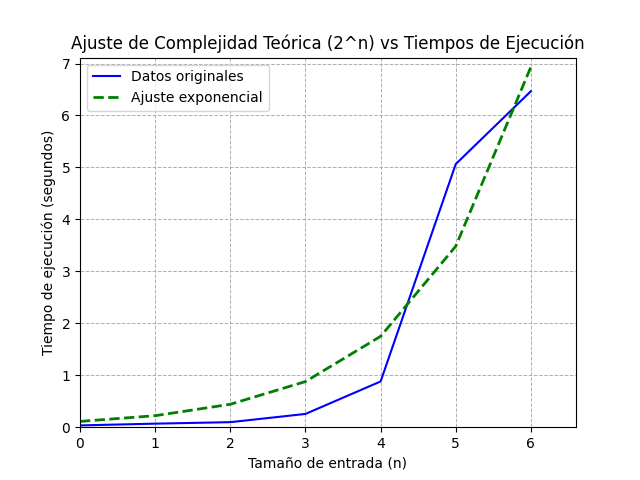 Ajuste de Complejidad Teórica (2^n) vs Tiempos de Ejecución
Datos originales
Ajuste exponencial
Tiempo de ejecución (segundos)
7
6
5
4
3
2
1
0
0 1 2 3 4 5 6
Tamaño de entrada (n)